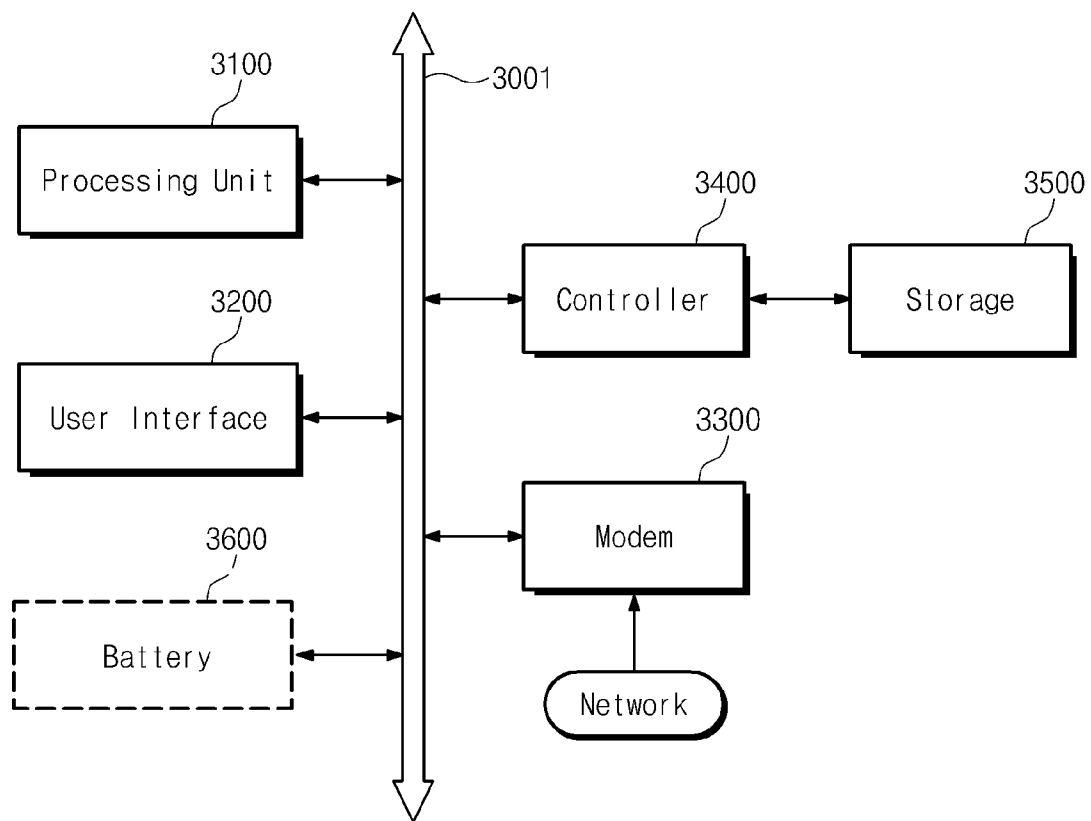 3100
3001
Processing Unit
3400
3500
Controller
Storage
3200
User Interface
3300
Modem
3600
Battery
Network